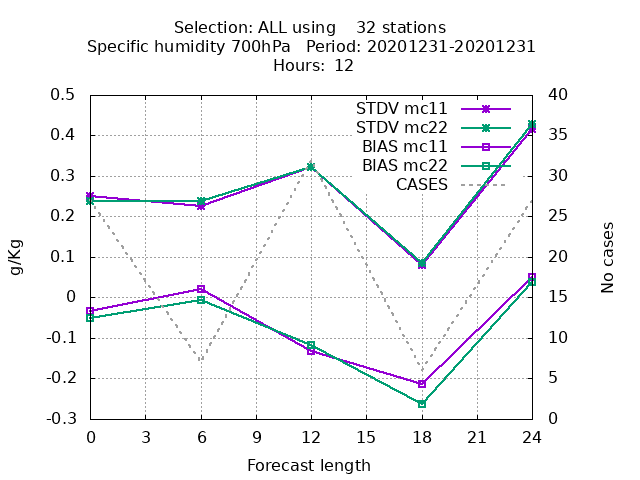 Selection: ALL using    32 stations
Specific humidity 700hPa   Period: 20201231-20201231
Hours:  12
STDV mc11
STDV mc22
BIAS mc11
BIAS mc22
CASES
0.5
0.4
0.3
0.2
0.1
0
-0.1
-0.2
-0.3
g/Kg
40
35
30
25
20
15
10
5
0
No cases
0 3 6 9 12 15 18 21 24
Forecast length